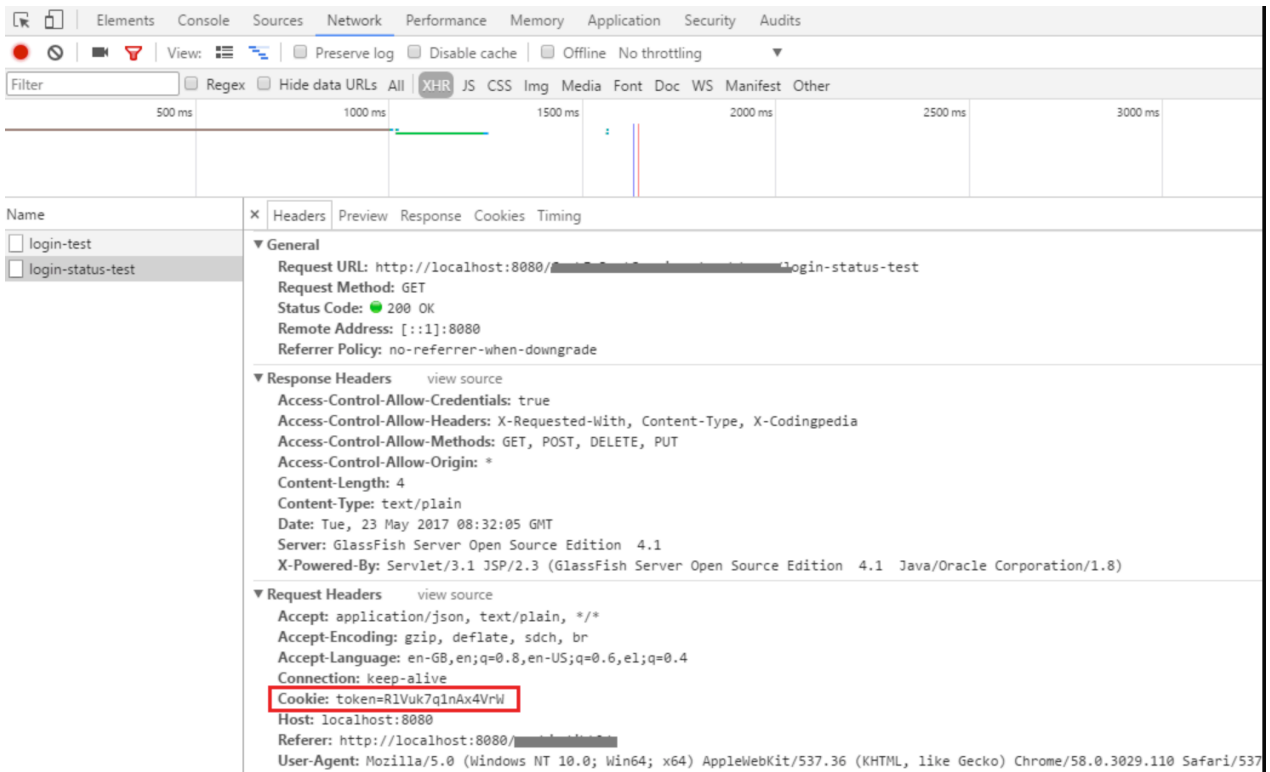 Elements Console Sources Network Performance Memory Application Security Audits
View: Preserve log Disable cache Offline No throttling
Filter Regex Hide data URLs All XHR JS CSS Img Media Font Doc WS Manifest Other
500 ms 1000 ms 1500 ms 2000 ms 2500 ms 3000 ms
Name × Headers Preview Response Cookies Timing
login-test
login-status-test
General
Request URL: http://localhost:8080/ login-status-test
Request Method: GET
Status Code: 200 OK
Remote Address: [::1]:8080
Referrer Policy: no-referrer-when-downgrade
Response Headers view source
Access-Control-Allow-Credentials: true
Access-Control-Allow-Headers: X-Requested-With, Content-Type, X-Codingpedia
Access-Control-Allow-Methods: GET, POST, DELETE, PUT
Access-Control-Allow-Origin: *
Content-Length: 4
Content-Type: text/plain
Date: Tue, 23 May 2017 08:32:05 GMT
Server: GlassFish Server Open Source Edition 4.1
X-Powered-By: Servlet/3.1 JSP/2.3 (GlassFish Server Open Source Edition 4.1 Java/Oracle Corporation/1.8)
Request Headers view source
Accept: application/json, text/plain, */*
Accept-Encoding: gzip, deflate, sdch, br
Accept-Language: en-GB,en;q=0.8,en-US;q=0.6,el;q=0.4
Connection: keep-alive
Cookie: token=RlVuk7q1nAx4VrW
Host: localhost:8080
Referer: http://localhost:8080/
User-Agent: Mozilla/5.0 (Windows NT 10.0; Win64; x64) AppleWebKit/537.36 (KHTML, like Gecko) Chrome/58.0.3029.110 Safari/537